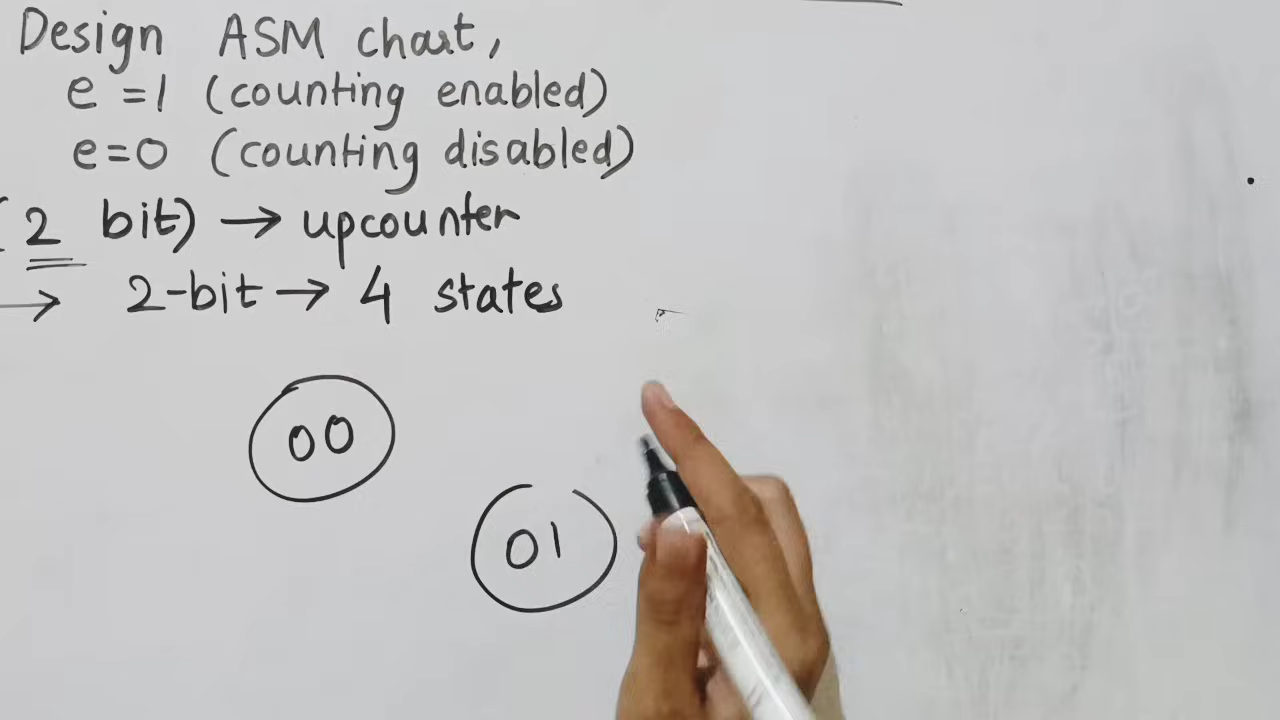 Design ASM chart,
e =1 (counting enabled)
e=0 (counting disabled)
(2 bit) → upcounter
→ 2-bit → 4 states
00
01